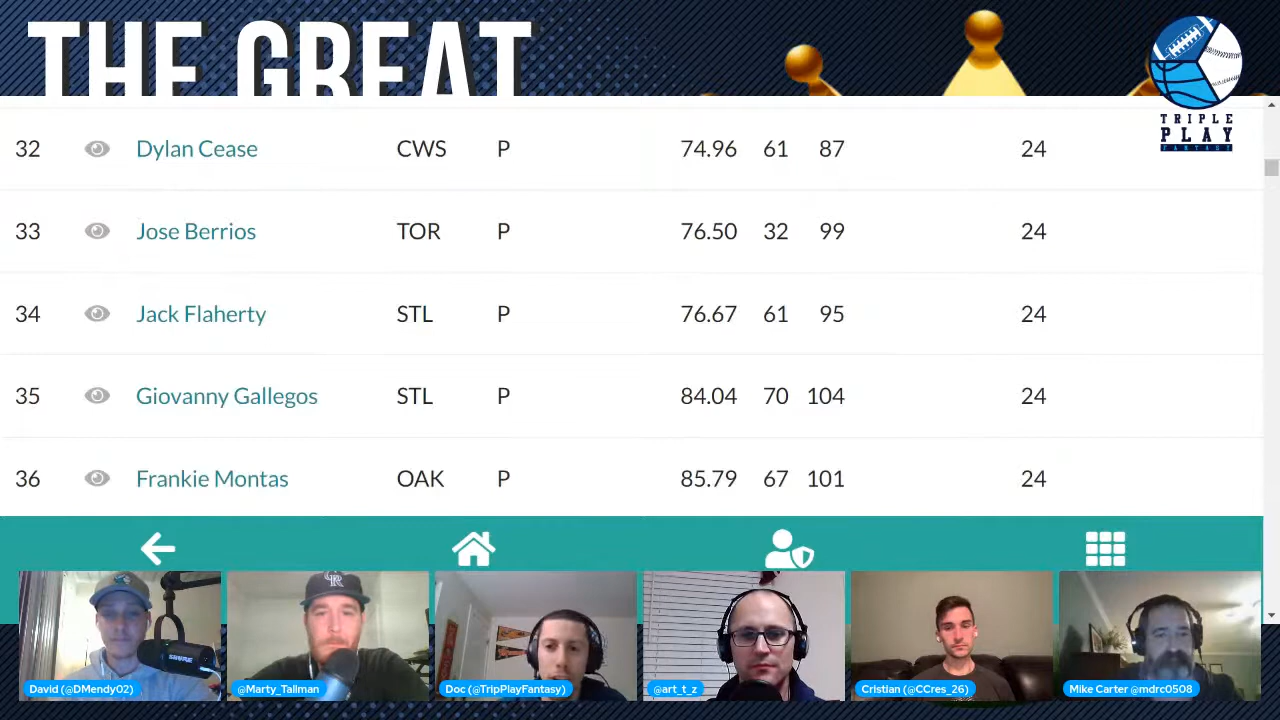 THE GREAT
TRIPLE
PLAY
FANTASY
32 Dylan Cease CWS P 74.96 61 87 24
33 Jose Berrios TOR P 76.50 32 99 24
34 Jack Flaherty STL P 76.67 61 95 24
35 Giovanny Gallegos STL P 84.04 70 104 24
36 Frankie Montas OAK P 85.79 67 101 24
CR
David (@DMendy02) @Marty_Tallman Doc (@TripPlayFantasy) @art_t_z Cristian (@CCres_26) Mike Carter @mdrc0508